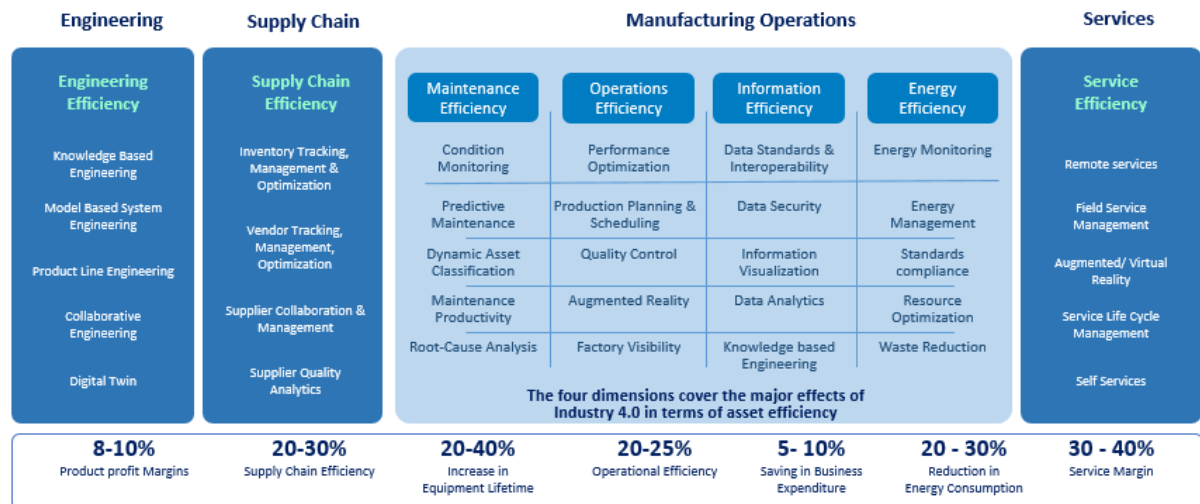 Engineering
Supply Chain
Manufacturing Operations
Services
Engineering
Efficiency
Knowledge Based
Engineering
Model Based System
Engineering
Product Line Engineering
Collaborative
Engineering
Digital Twin
Supply Chain
Efficiency
Inventory Tracking,
Management &
Optimization
Vendor Tracking,
Management,
Optimization
Supplier Collaboration &
Management
Supplier Quality
Analytics
Maintenance
Efficiency
Operations
Efficiency
Information
Efficiency
Energy
Efficiency
Condition
Monitoring
Performance
Optimization
Data Standards &
Interoperability
Energy Monitoring
Predictive
Maintenance
Production Planning &
Scheduling
Data Security
Energy
Management
Dynamic Asset
Classification
Quality Control
Information
Visualization
Standards
compliance
Maintenance
Productivity
Augmented Reality
Data Analytics
Resource
Optimization
Root-Cause Analysis
Factory Visibility
Knowledge based
Engineering
Waste Reduction
The four dimensions cover the major effects of
Industry 4.0 in terms of asset efficiency
Service
Efficiency
Remote services
Field Service
Management
Augmented/ Virtual
Reality
Service Life Cycle
Management
Self Services
8-10%
Product profit Margins
20-30%
Supply Chain Efficiency
20-40%
Increase in
Equipment Lifetime
20-25%
Operational Efficiency
5- 10%
Saving in Business
Expenditure
20 - 30%
Reduction in
Energy Consumption
30 - 40%
Service Margin